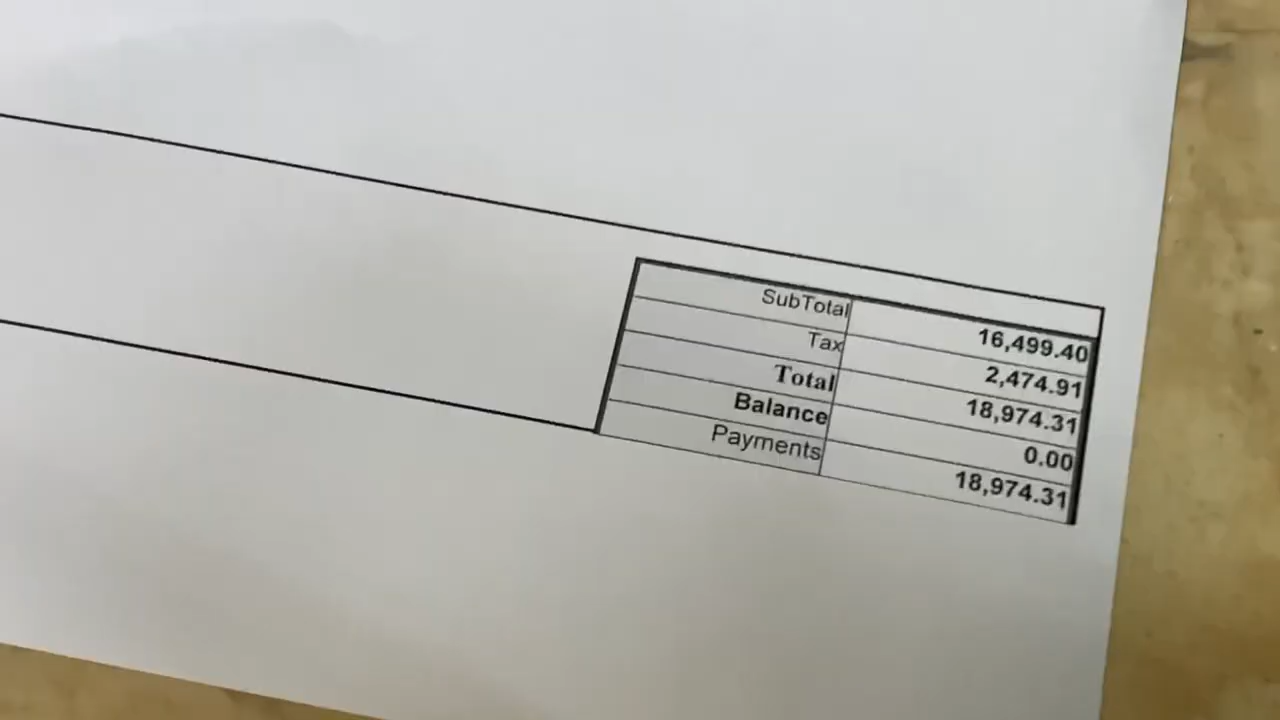 SubTotal 16,499.40
Tax 2,474.91
Total 18,974.31
Balance 0.00
Payments 18,974.31